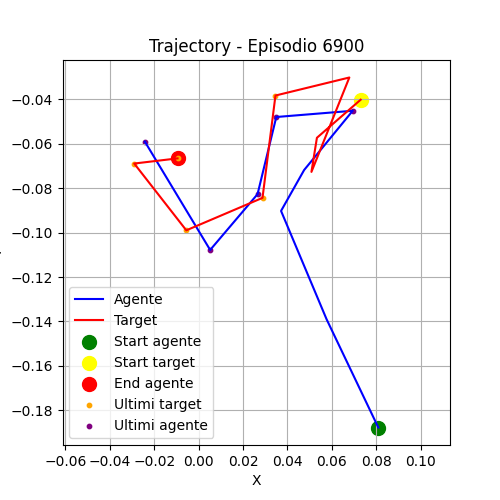 Trajectory - Episodio 6900
−0.04
−0.06
−0.08
−0.10
−0.12
−0.14
−0.16
−0.18
Agente
Target
Start agente
Start target
End agente
Ultimi target
Ultimi agente
−0.06 −0.04 −0.02 0.00 0.02 0.04 0.06 0.08 0.10
X